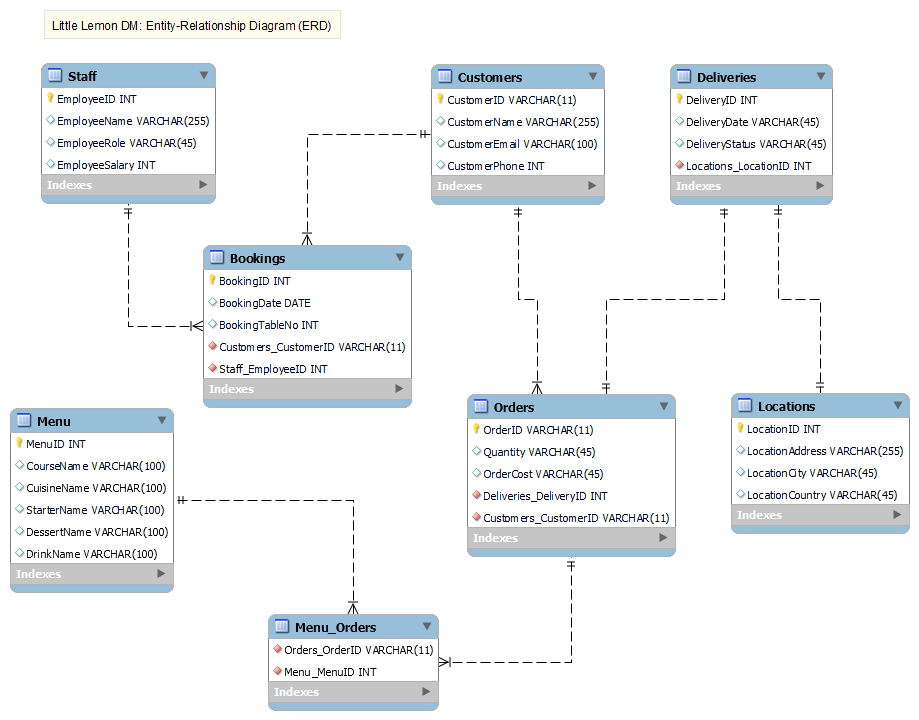 Little Lemon DM: Entity-Relationship Diagram (ERD)
Staff
EmployeeID INT
EmployeeName VARCHAR(255)
EmployeeRole VARCHAR(45)
EmployeeSalary INT
Indexes
Customers
CustomerID VARCHAR(11)
CustomerName VARCHAR(255)
CustomerEmail VARCHAR(100)
CustomerPhone INT
Indexes
Deliveries
DeliveryID INT
DeliveryDate VARCHAR(45)
DeliveryStatus VARCHAR(45)
Locations_LocationID INT
Indexes
Bookings
BookingID INT
BookingDate DATE
BookingTableNo INT
Customers_CustomerID VARCHAR(11)
Staff_EmployeeID INT
Indexes
Menu
MenuID INT
CourseName VARCHAR(100)
CuisineName VARCHAR(100)
StarterName VARCHAR(100)
DessertName VARCHAR(100)
DrinkName VARCHAR(100)
Indexes
Orders
OrderID VARCHAR(11)
Quantity VARCHAR(45)
OrderCost VARCHAR(45)
Deliveries_DeliveryID INT
Customers_CustomerID VARCHAR(11)
Indexes
Locations
LocationID INT
LocationAddress VARCHAR(255)
LocationCity VARCHAR(45)
LocationCountry VARCHAR(45)
Indexes
Menu_Orders
Orders_OrderID VARCHAR(11)
Menu_MenuID INT
Indexes